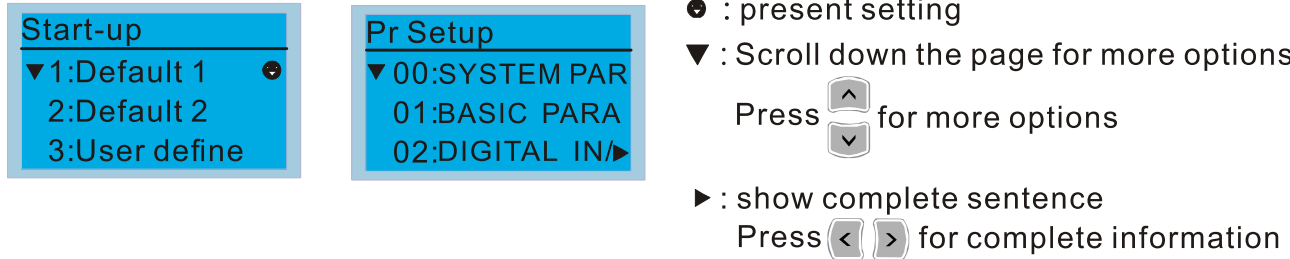 Start-up
▼1:Default 1
2:Default 2
3:User define
Pr Setup
▼00:SYSTEM PAR
01:BASIC PARA
02:DIGITAL IN/▶
: present setting
▼ : Scroll down the page for more options
Press for more options
▶ : show complete sentence
Press < > for complete information